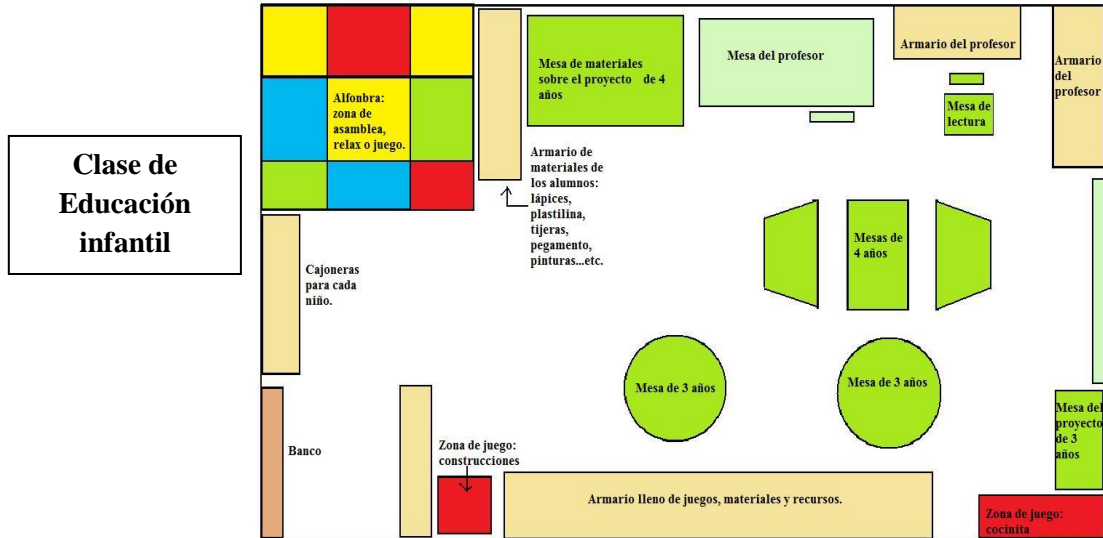 Clase de
Educación
infantil
Alfonbra:
zona de
asamblea,
relax o juego.
Mesa de materiales
sobre el proyecto de 4
años
Mesa del profesor
Armario del profesor
Armario
del
profesor
Mesa de
lectura
Armario de
materiales de
los alumnos:
lápices,
plastilina,
tijeras,
pegamento,
pinturas...etc.
Mesas de
4 años
Cajoneras
para cada
niño.
Mesa de 3 años
Mesa de 3 años
Mesa del
proyecto
de 3
años
Banco
Zona de juego:
construcciones
Armario lleno de juegos, materiales y recursos.
Zona de juego:
cocinita